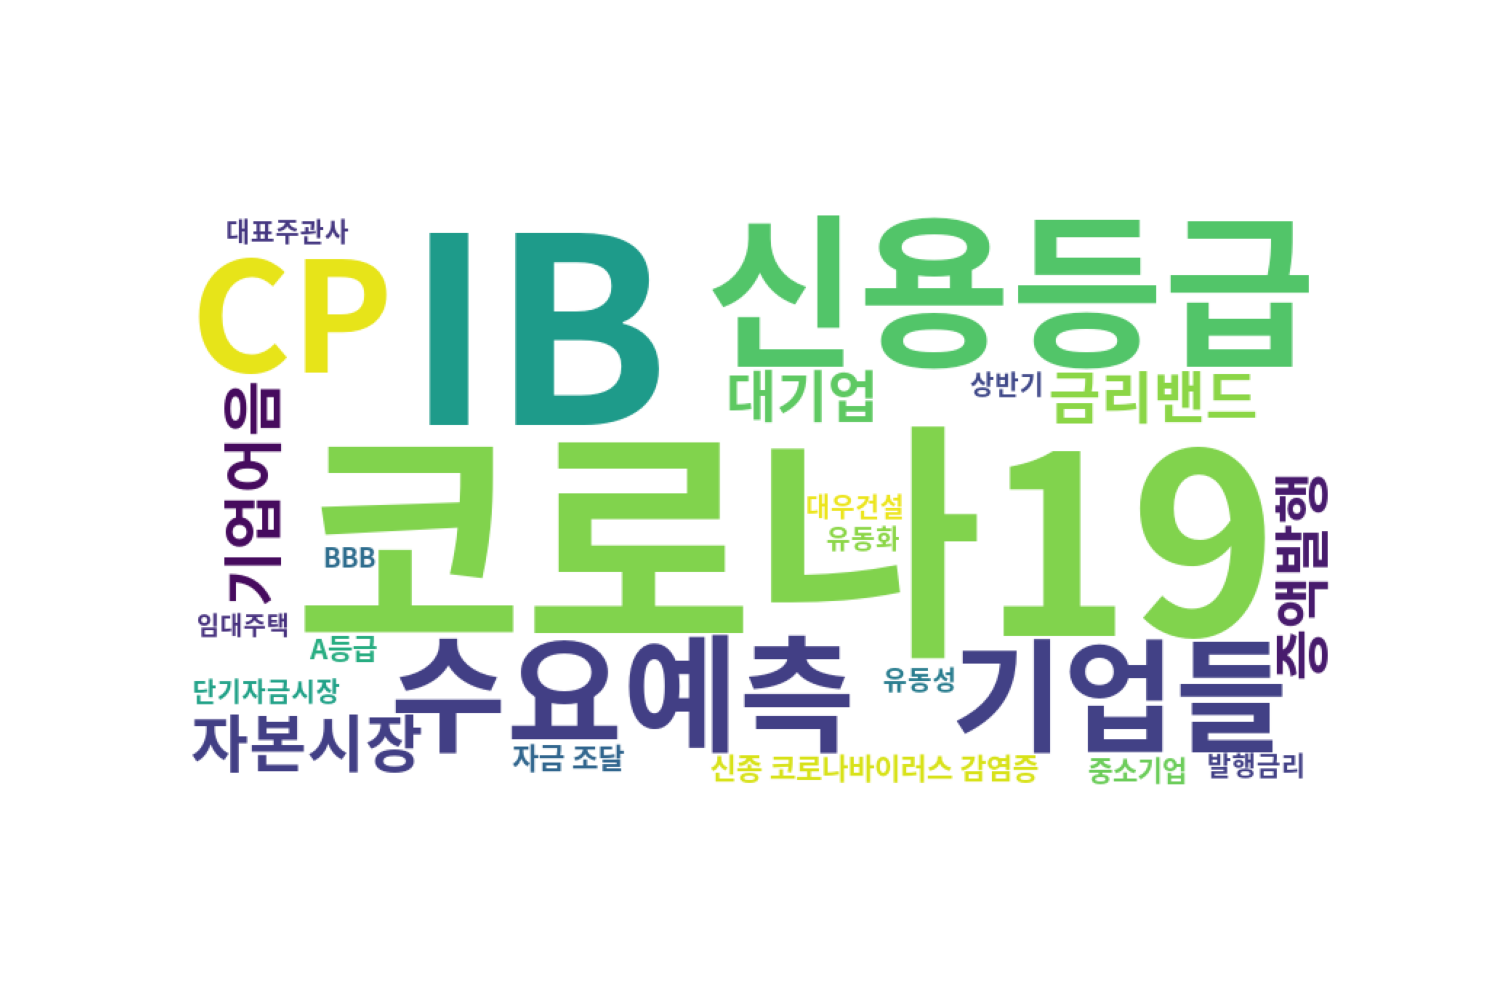 대표주관사
CP
IB
신용등급
대기업
상반기
금리밴드
기업어음
코로나19
대우건설
유동화
BBB
증액발행
임대주택
A등급
수요예측
유동성
기업들
단기자금시장
자본시장
자금 조달
신종 코로나바이러스 감염증
중소기업
발행금리